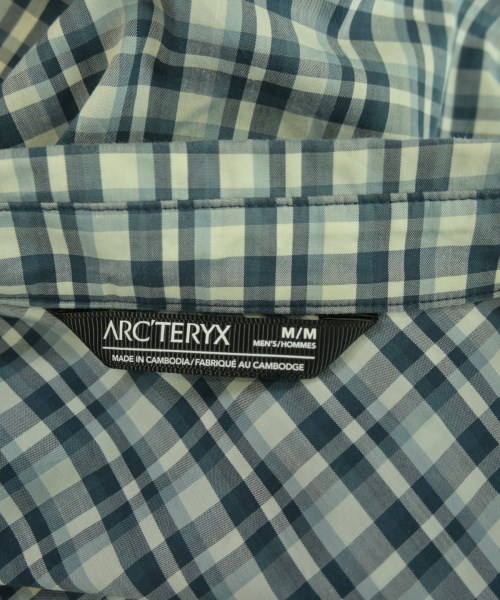 ARC'TERYX
M/M
MEN'S/HOMMES
MADE IN CAMBODIA/FABRIQUÉ AU CAMBODGE